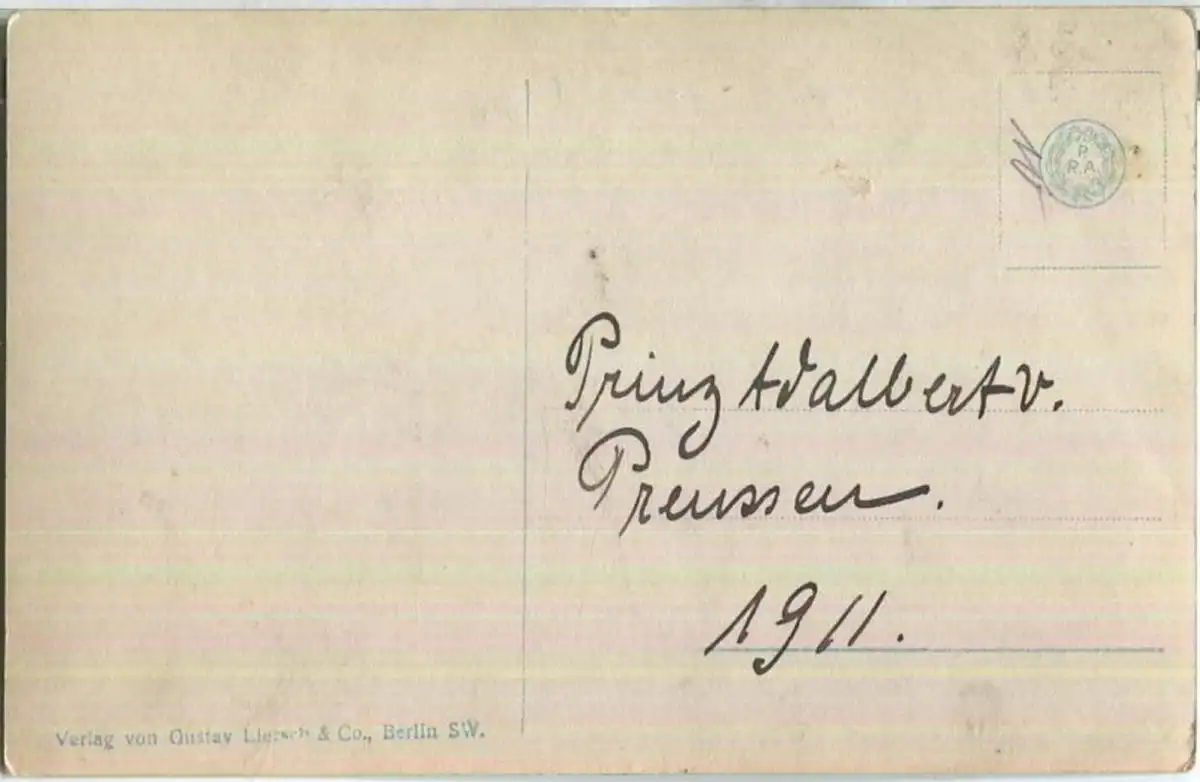 P.
R.A.
Prinz Adalbert v.
Preussen.
1911.
Verlag von Gustav Liersch & Co., Berlin SW.